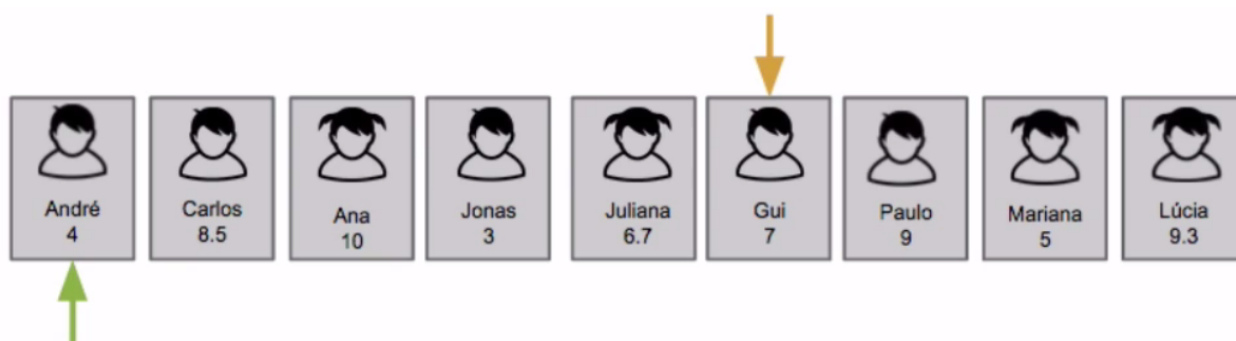 André
4
Carlos
8.5
Ana
10
Jonas
3
Juliana
6.7
Gui
7
Paulo
9
Mariana
5
Lúcia
9.3